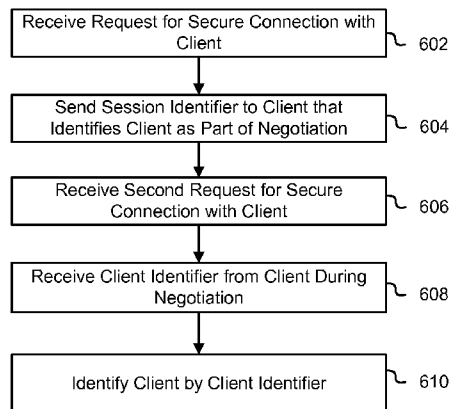 Receive Request for Secure Connection with
Client
602
Send Session Identifier to Client that
Identifies Client as Part of Negotiation
604
Receive Second Request for Secure
Connection with Client
606
Receive Client Identifier from Client During
Negotiation
608
Identify Client by Client Identifier
610